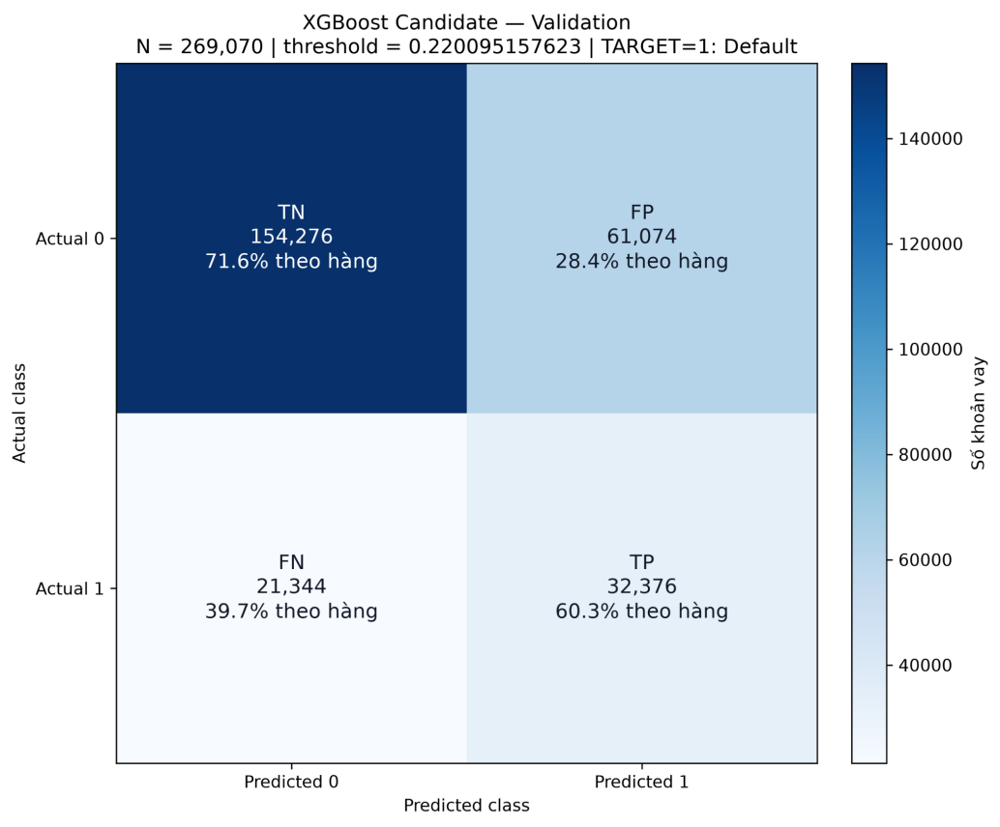 XGBoost Candidate — Validation
N = 269,070 | threshold = 0.220095157623 | TARGET=1: Default
Actual class
Actual 0
Actual 1
TN
154,276
71.6% theo hàng
FP
61,074
28.4% theo hàng
FN
21,344
39.7% theo hàng
TP
32,376
60.3% theo hàng
Predicted 0
Predicted 1
Predicted class
140000
120000
100000
80000
60000
40000
Số khoản vay